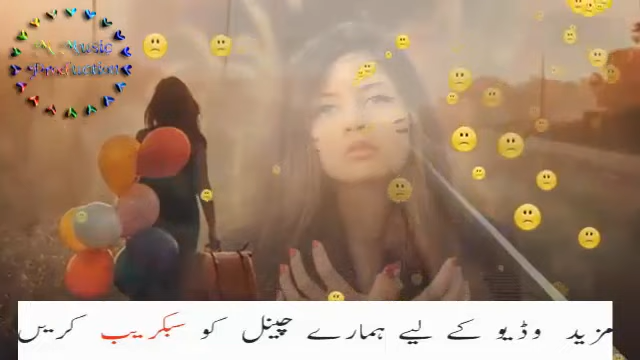 Music
Production
مزید وڈیو کے لیے ہمارے چینل کو سبکریب کریں